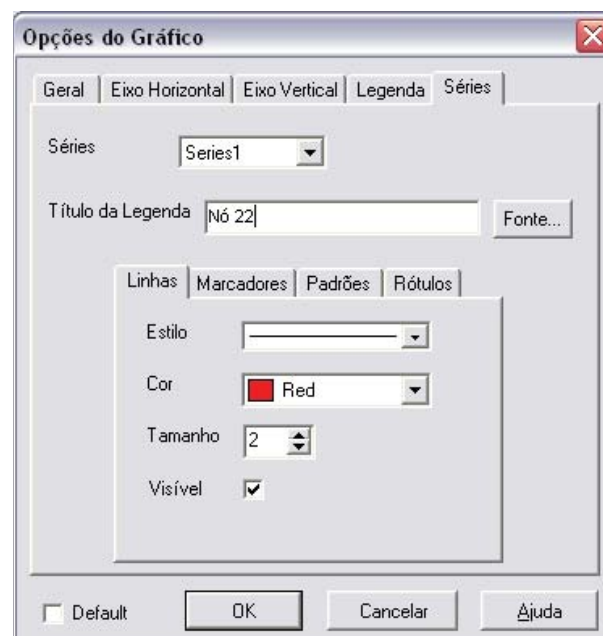 Opções do Gráfico
Geral Eixo Horizontal Eixo Vertical Legenda Séries
Séries Series1
Título da Legenda Nó 22 Fonte...
Linhas Marcadores Padrões Rótulos
Estilo
Cor Red
Tamanho 2
Visível
Default OK Cancelar Ajuda